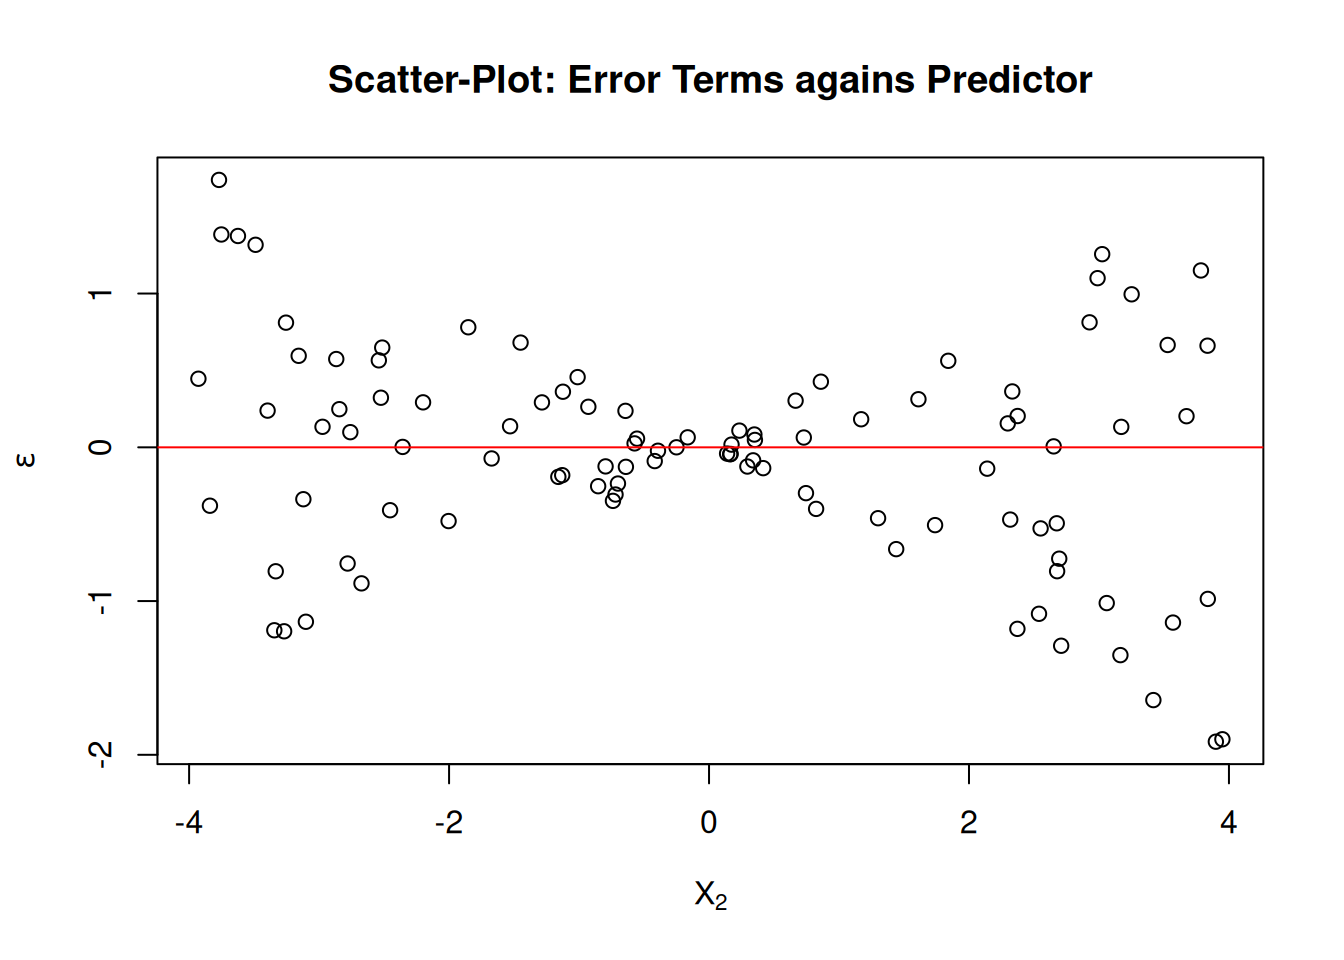 Scatter-Plot: Error Terms agains Predictor
1
0
-1
-2
ε
-4 -2 0 2 4
X₂